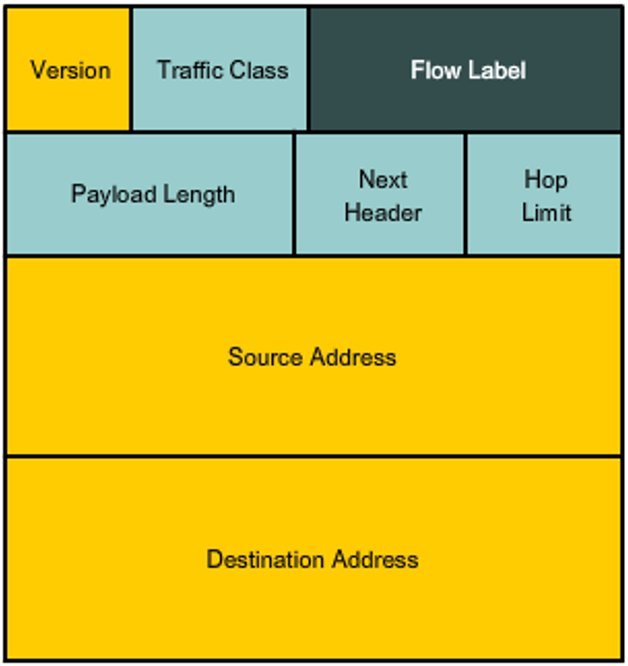 Version
Traffic Class
Flow Label
Payload Length
Next
Header
Hop
Limit
Source Address
Destination Address